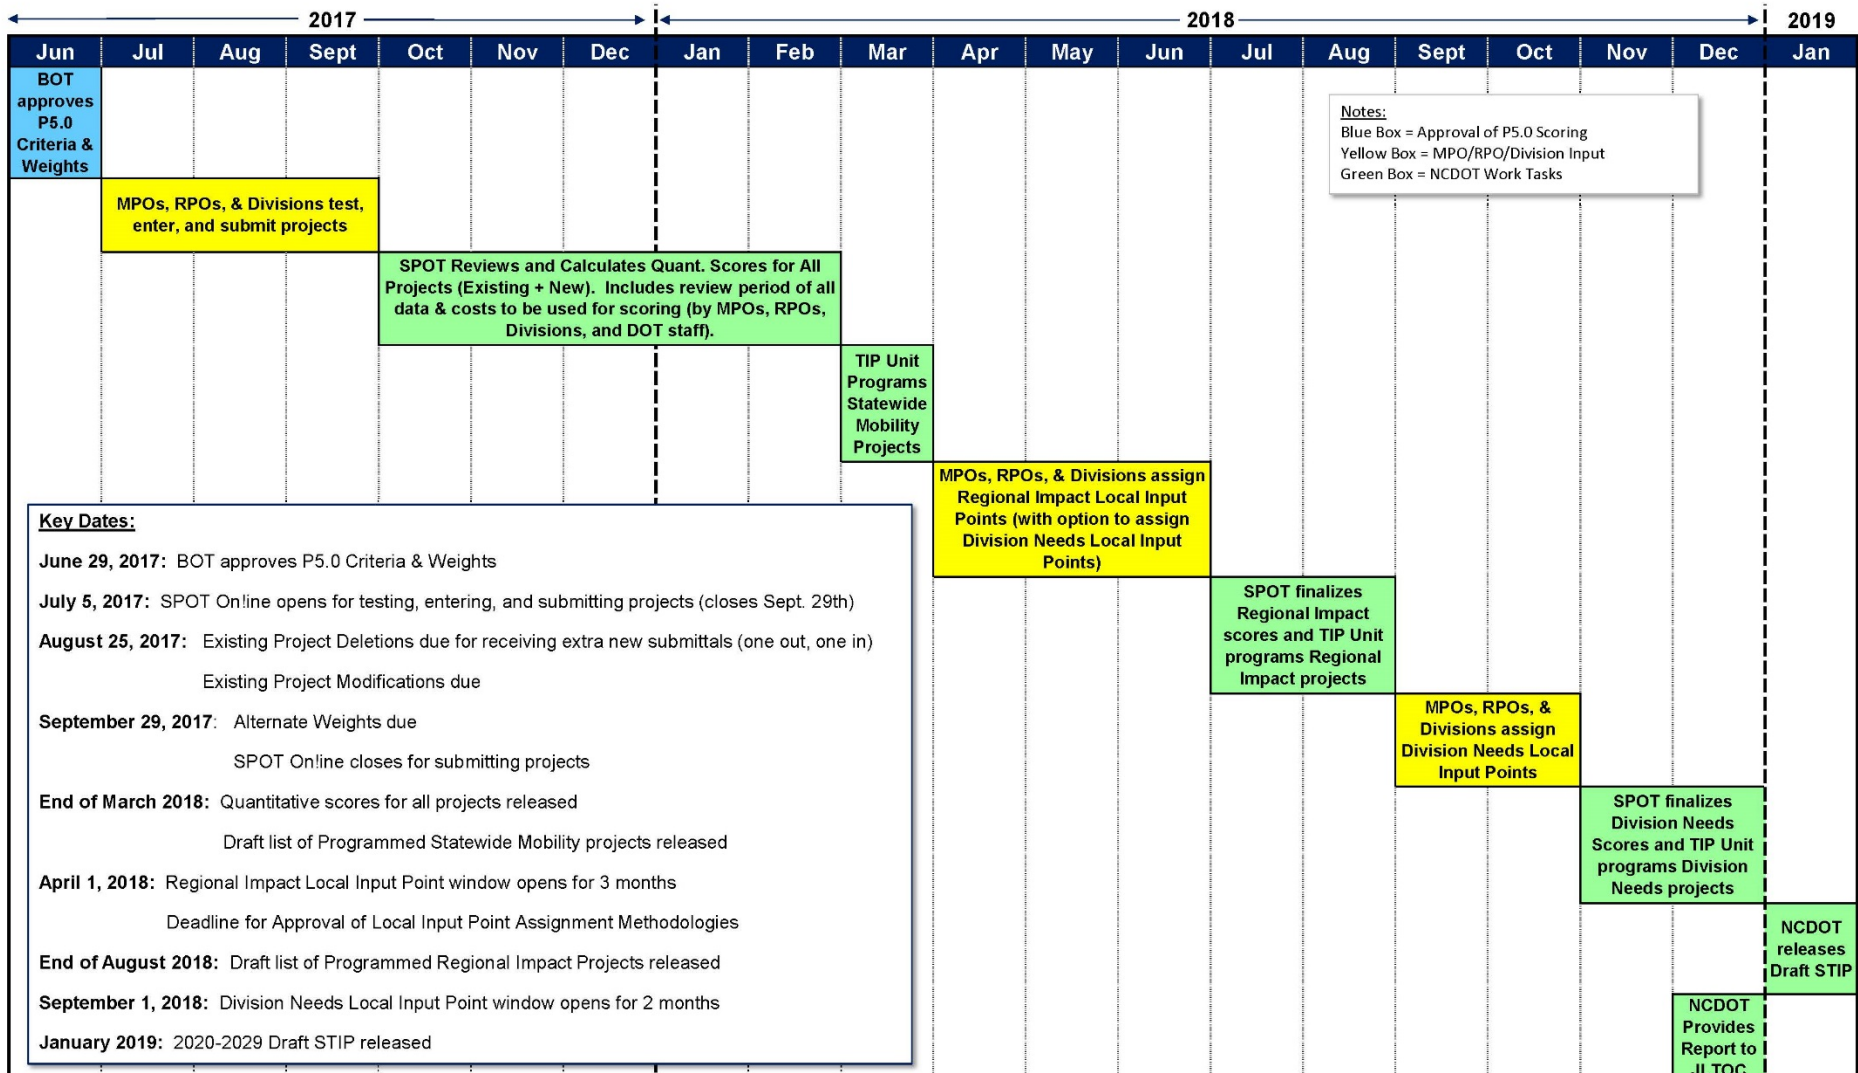 2017
2018
2019
Jun Jul Aug Sept Oct Nov Dec Jan Feb Mar Apr May Jun Jul Aug Sept Oct Nov Dec Jan
BOT
approves
P5.0
Criteria &
Weights
Notes:
Blue Box = Approval of P5.0 Scoring
Yellow Box = MPO/RPO/Division Input
Green Box = NCDOT Work Tasks
MPOs, RPOs, & Divisions test,
enter, and submit projects
SPOT Reviews and Calculates Quant. Scores for All
Projects (Existing + New). Includes review period of all
data & costs to be used for scoring (by MPOs, RPOs,
Divisions, and DOT staff).
TIP Unit
Programs
Statewide
Mobility
Projects
MPOs, RPOs, & Divisions assign
Regional Impact Local Input
Points (with option to assign
Division Needs Local Input
Points)
SPOT finalizes
Regional Impact
scores and TIP Unit
programs Regional
Impact projects
MPOs, RPOs, &
Divisions assign
Division Needs Local
Input Points
SPOT finalizes
Division Needs
Scores and TIP Unit
programs Division
Needs projects
NCDOT
releases
Draft STIP
NCDOT
Provides
Report to
JLTOC
Key Dates:
June 29, 2017: BOT approves P5.0 Criteria & Weights
July 5, 2017: SPOT On!ine opens for testing, entering, and submitting projects (closes Sept. 29th)
August 25, 2017: Existing Project Deletions due for receiving extra new submittals (one out, one in)
Existing Project Modifications due
September 29, 2017: Alternate Weights due
SPOT On!ine closes for submitting projects
End of March 2018: Quantitative scores for all projects released
Draft list of Programmed Statewide Mobility projects released
April 1, 2018: Regional Impact Local Input Point window opens for 3 months
Deadline for Approval of Local Input Point Assignment Methodologies
End of August 2018: Draft list of Programmed Regional Impact Projects released
September 1, 2018: Division Needs Local Input Point window opens for 2 months
January 2019: 2020-2029 Draft STIP released